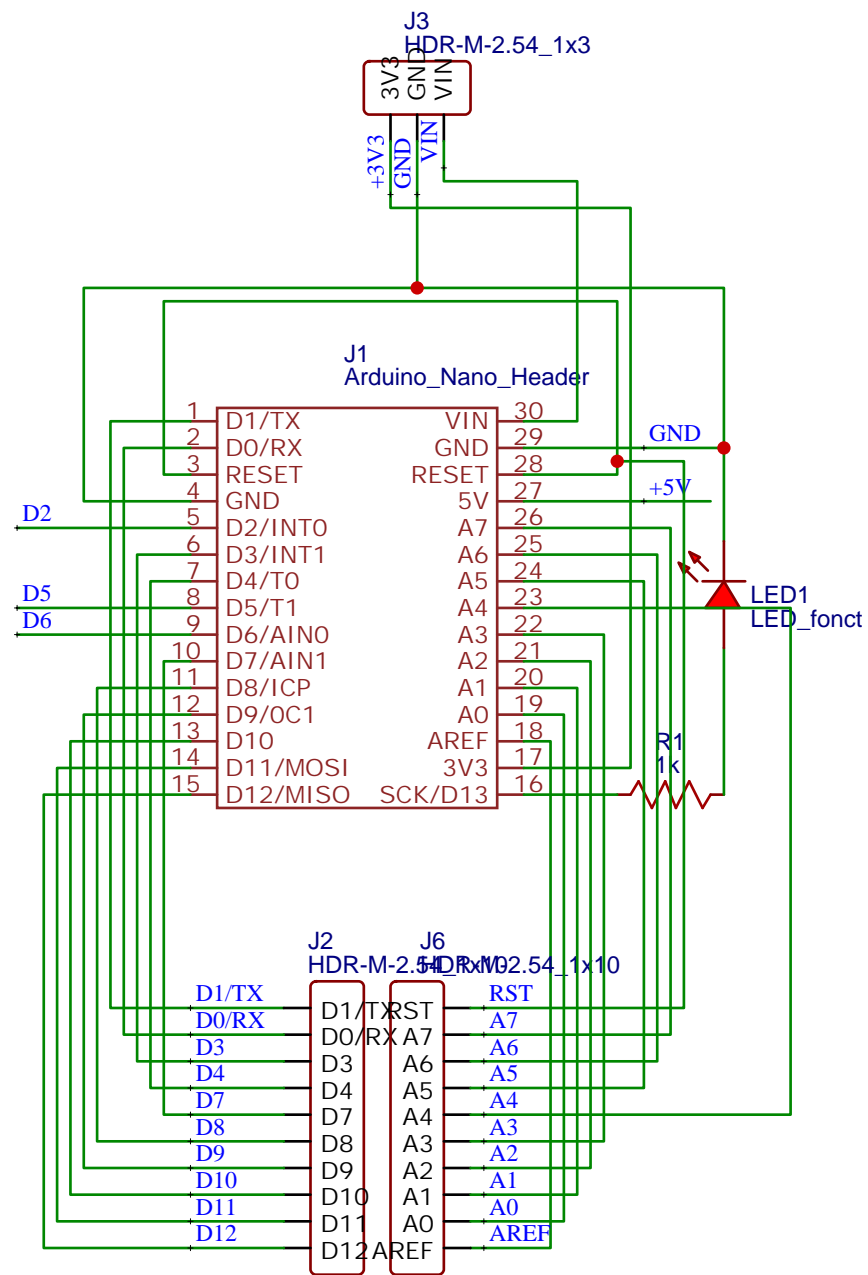 J3
HDR-M-2.54_1x3
3V3
GND
VIN
+3V3
GND
VIN
J1
Arduino_Nano_Header
1 D1/TX VIN 30
2 D0/RX GND 29 GND
3 RESET RESET 28
4 GND 5V 27 +5V
D2 5 D2/INT0 A7 26
6 D3/INT1 A6 25
7 D4/T0 A5 24
D5 8 D5/T1 A4 23
D6 9 D6/AIN0 A3 22
10 D7/AIN1 A2 21
11 D8/ICP A1 20
12 D9/0C1 A0 19
13 D10 AREF 18
14 D11/MOSI 3V3 17
15 D12/MISO SCK/D13 16
LED1
LED_fonct
R1
1k
J2
HDR-M-2.54_1x10
J6
HDR-M-2.54_1x10
D1/TX D1/TX RST RST
D0/RX D0/RX A7 A7
D3 D3 A6 A6
D4 D4 A5 A5
D7 D7 A4 A4
D8 D8 A3 A3
D9 D9 A2 A2
D10 D10 A1 A1
D11 D11 A0 A0
D12 D12 AREF AREF